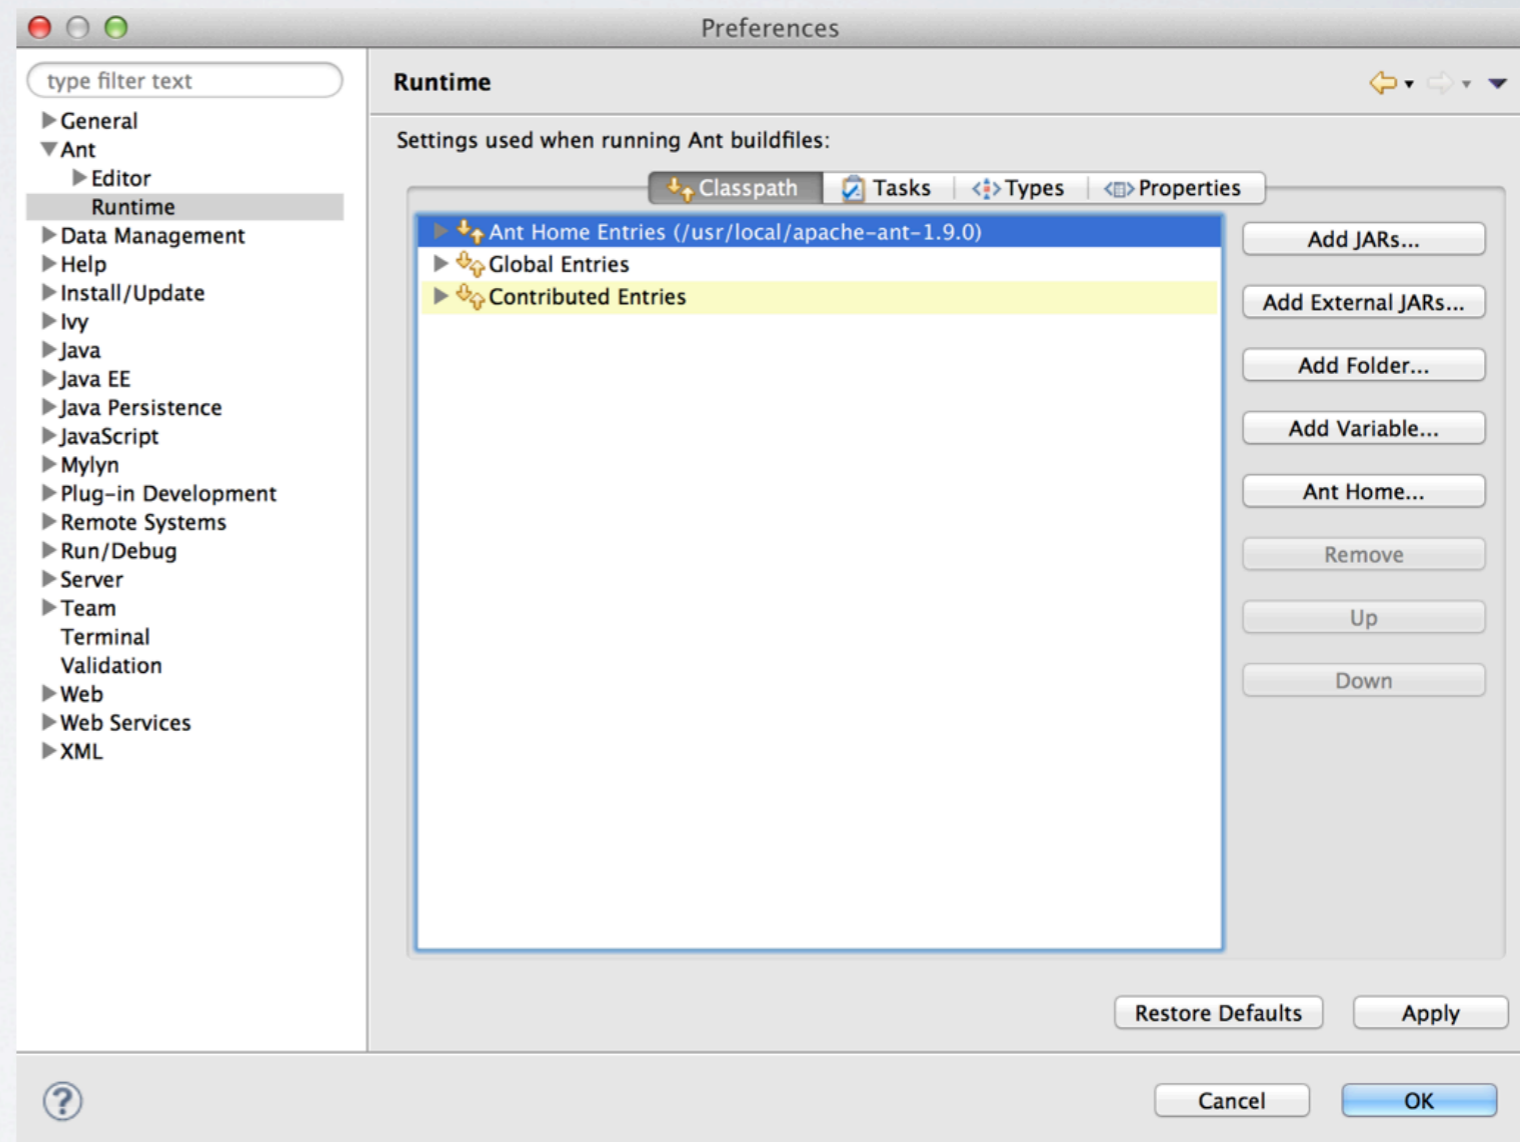 Preferences
type filter text
General
Ant
Editor
Runtime
Data Management
Help
Install/Update
Ivy
Java
Java EE
Java Persistence
JavaScript
Mylyn
Plug-in Development
Remote Systems
Run/Debug
Server
Team
Terminal
Validation
Web
Web Services
XML
Runtime
Settings used when running Ant buildfiles:
Classpath Tasks Types Properties
Ant Home Entries (/usr/local/apache-ant-1.9.0)
Global Entries
Contributed Entries
Add JARs...
Add External JARs...
Add Folder...
Add Variable...
Ant Home...
Remove
Up
Down
Restore Defaults Apply
? Cancel OK